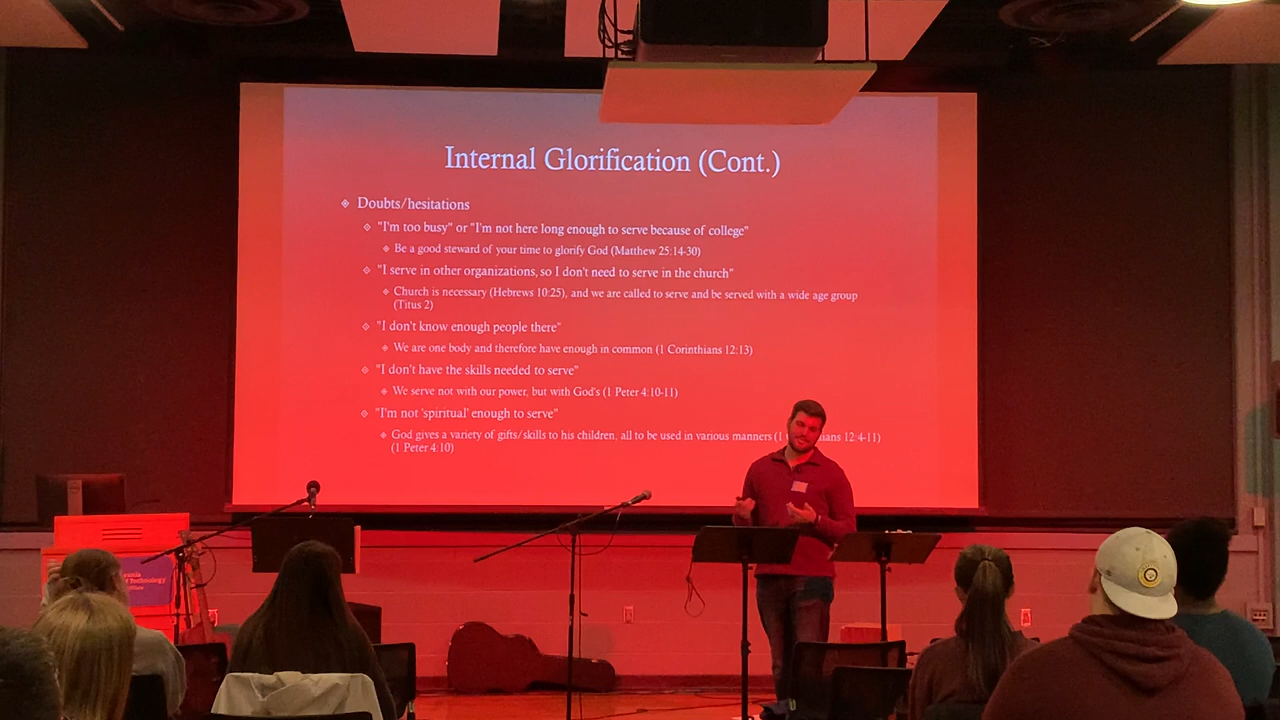 Internal Glorification (Cont.)
Doubts/hesitations
"I'm too busy" or "I'm not here long enough to serve because of college"
Be a good steward of your time to glorify God (Matthew 25:14-30)
"I serve in other organizations, so I don't need to serve in the church"
Church is necessary (Hebrews 10:25), and we are called to serve and be served with a wide age group
(Titus 2)
"I don't know enough people there"
We are one body and therefore have enough in common (1 Corinthians 12:13)
"I don't have the skills needed to serve"
We serve not with our power, but with God's (1 Peter 4:10-11)
"I'm not 'spiritual' enough to serve"
God gives a variety of gifts/skills to his children, all to be used in various manners (1 12:4-11)
(1 Peter 4:10)
Technology